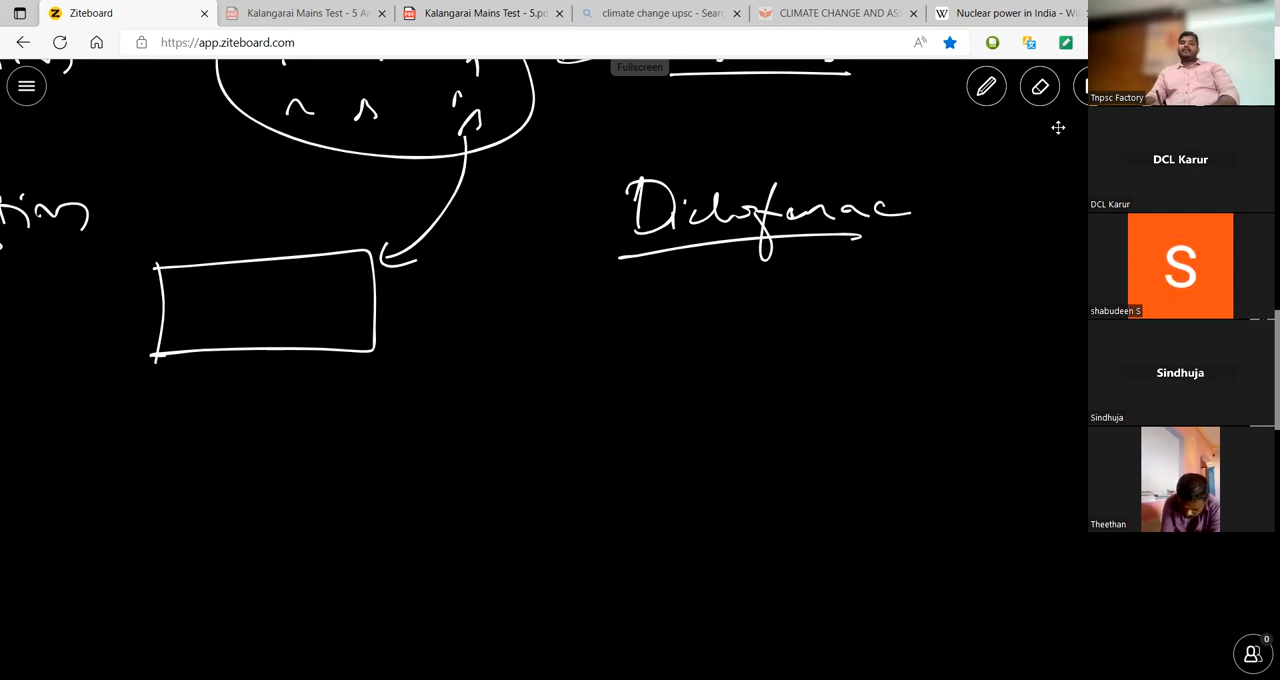 Ziteboard
Kalangarai Mains Test - 5 A
Kalangarai Mains Test - 5.pd
climate change upsc - Sear
CLIMATE CHANGE AND AS
Nuclear power in India - W
https://app.ziteboard.com
Fullscreen
Tnpsc Factory
Diclofenac
DCL Karur
DCL Karur
S
shabudeen S
Sindhuja
Sindhuja
Theethan
0